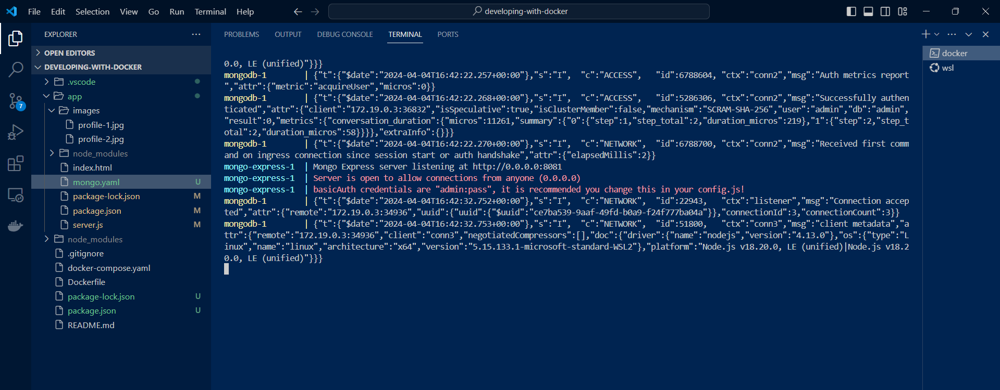 File Edit Selection View Go Run Terminal Help
developing-with-docker
EXPLORER
OPEN EDITORS
DEVELOPING-WITH-DOCKER
.vscode
app
images
profile-1.jpg
profile-2.jpg
node_modules
index.html
mongo.yaml U
package-lock.json M
package.json M
server.js M
node_modules
.gitignore
docker-compose.yaml
Dockerfile
package-lock.json U
package.json U
README.md
7
PROBLEMS OUTPUT DEBUG CONSOLE TERMINAL PORTS
0.0, LE (unified)"}}}
mongodb-1 | {"t":{"$date":"2024-04-04T16:42:22.257+00:00"},"s":"I", "c":"ACCESS", "id":6788604, "ctx":"conn2","msg":"Auth metrics report
","attr":{"metric":"acquireUser","micros":0}}
mongodb-1 | {"t":{"$date":"2024-04-04T16:42:22.268+00:00"},"s":"I", "c":"ACCESS", "id":5286306, "ctx":"conn2","msg":"Successfully authen
ticated","attr":{"client":"172.19.0.3:36832","isSpeculative":true,"isClusterMember":false,"mechanism":"SCRAM-SHA-256","user":"admin","db":"admin",
"result":0,"metrics":{"conversation_duration":{"micros":11261,"summary":{"0":{"step":1,"step_total":2,"duration_micros":219},"1":{"step":2,"step_t
otal":2,"duration_micros":58}}}},"extraInfo":{}}}
mongodb-1 | {"t":{"$date":"2024-04-04T16:42:22.270+00:00"},"s":"I", "c":"NETWORK", "id":6788700, "ctx":"conn2","msg":"Received first comm
and on ingress connection since session start or auth handshake","attr":{"elapsedMillis":2}}
mongo-express-1 | Mongo Express server listening at http://0.0.0.0:8081
mongo-express-1 | Server is open to allow connections from anyone (0.0.0.0)
mongo-express-1 | basicAuth credentials are "admin:pass", it is recommended you change this in your config.js!
mongodb-1 | {"t":{"$date":"2024-04-04T16:42:32.752+00:00"},"s":"I", "c":"NETWORK", "id":22943, "ctx":"listener","msg":"Connection accep
ted","attr":{"remote":"172.19.0.3:34936","uuid":{"uuid":{"$uuid":"ce7ba539-9aaf-49fd-b0a9-f24f777ba04a"}},"connectionId":3,"connectionCount":3}}
mongodb-1 | {"t":{"$date":"2024-04-04T16:42:32.753+00:00"},"s":"I", "c":"NETWORK", "id":51800, "ctx":"conn3","msg":"client metadata","a
ttr":{"remote":"172.19.0.3:34936","client":"conn3","negotiatedCompressors":[],"doc":{"driver":{"name":"nodejs","version":"4.13.0"},"os":{"type":"L
inux","name":"linux","architecture":"x64","version":"5.15.133.1-microsoft-standard-WSL2"},"platform":"Node.js v18.20.0, LE (unified)|Node.js v18.2
0.0, LE (unified)"}}}
docker
wsl